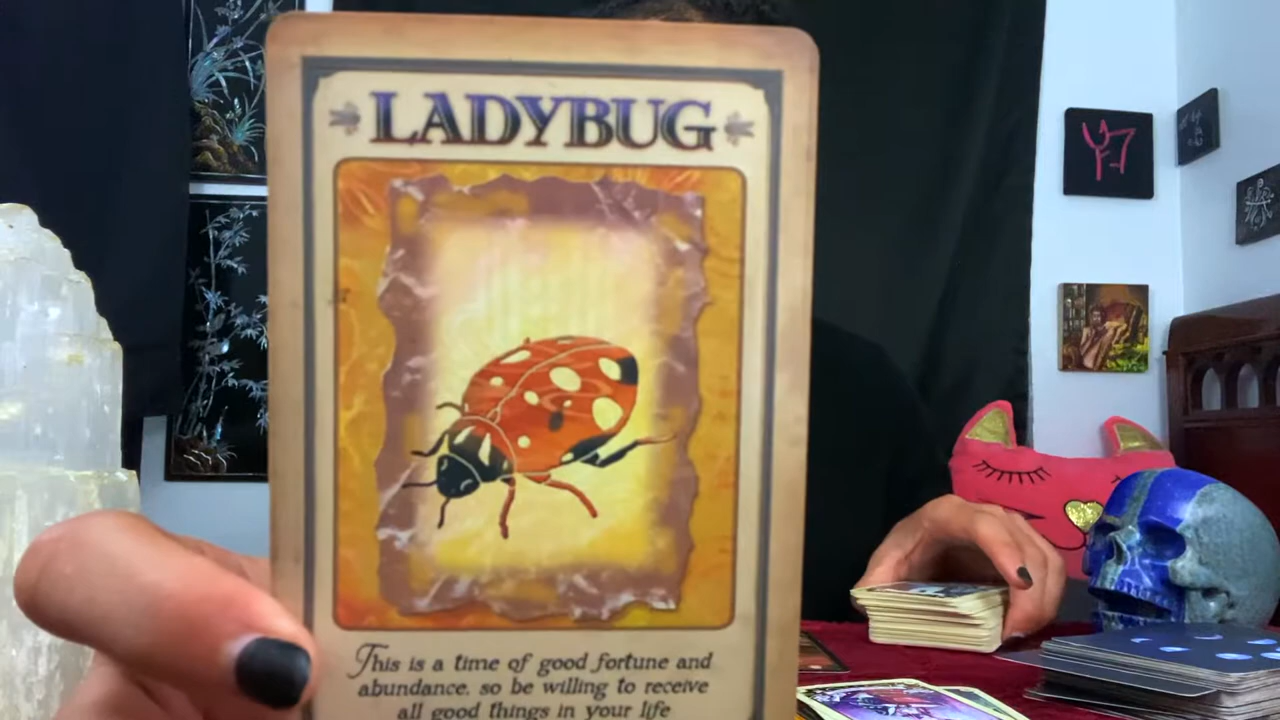 LADYBUG
This is a time of good fortune and
abundance, so be willing to receive
all good things in your life